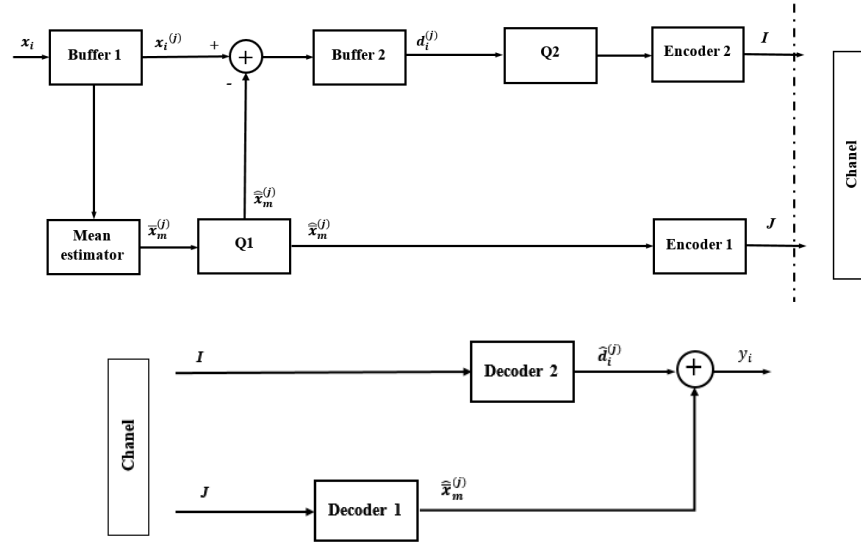 x_i
Buffer 1
x_i^{(j)}
+
+
-
Buffer 2
d_i^{(j)}
Q2
Encoder 2
I
Chanel
Mean
estimator
x̄_m^{(j)}
Q1
x̄̂_m^{(j)}
x̄̂_m^{(j)}
Encoder 1
J
Chanel
I
Decoder 2
d̂_i^{(j)}
+
y_i
J
Decoder 1
x̄̂_m^{(j)}